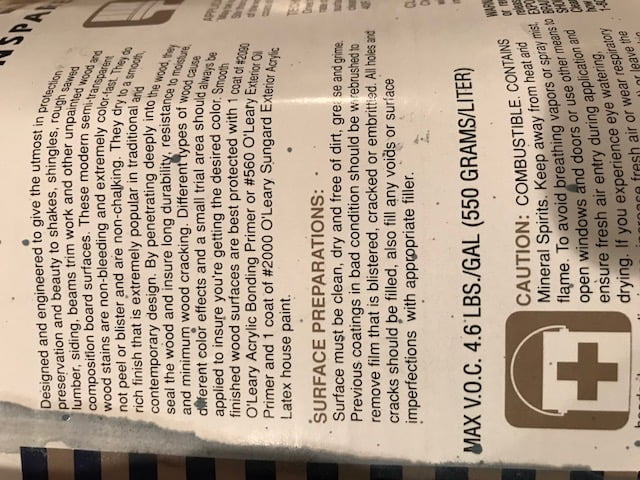 NSPA
Designed and engineered to give the utmost in protection
preservation and beauty to shakes, shingles, rough sawed
lumber, siding, beams trim work and other unpainted wood and
composition board surfaces. These modern semi-transparent
wood stains are non-bleeding and extremely color-fast. They do
not peel or blister and are non-chalking. They dry to a smooth,
rich finish that is extremely popular in traditional and
contemporary design. By penetrating deeply into the wood, they
seal the wood and insure long durability, resistance to moisture,
and minimum wood cracking. Different types of wood cause
different color effects and a small trial area should always be
applied to insure you're getting the desired color. Smooth
finished wood surfaces are best protected with 1 coat of #2090
O'Leary Acrylic Bonding Primer or #560 O'Leary Exterior Oil
Primer and 1 coat of #2000 O'Leary Sungard Exterior Acrylic
Latex house paint.
SURFACE PREPARATIONS:
Surface must be clean, dry and free of dirt, grease and grime.
Previous coatings in bad condition should be wirebrushed to
remove film that is blistered, cracked or embrittled. All holes and
cracks should be filled, also fill any voids or surface
imperfections with appropriate filler.
MAX V.O.C. 4.6 LBS./GAL (550 GRAMS/LITER)
CAUTION: COMBUSTIBLE. CONTAINS
Mineral Spirits. Keep away from heat and
flame. To avoid breathing vapors or spray mist,
open windows and doors or use other means to
ensure fresh air entry during application and
drying. If you experience eye watering,
fresh air or wear respiratory
leave